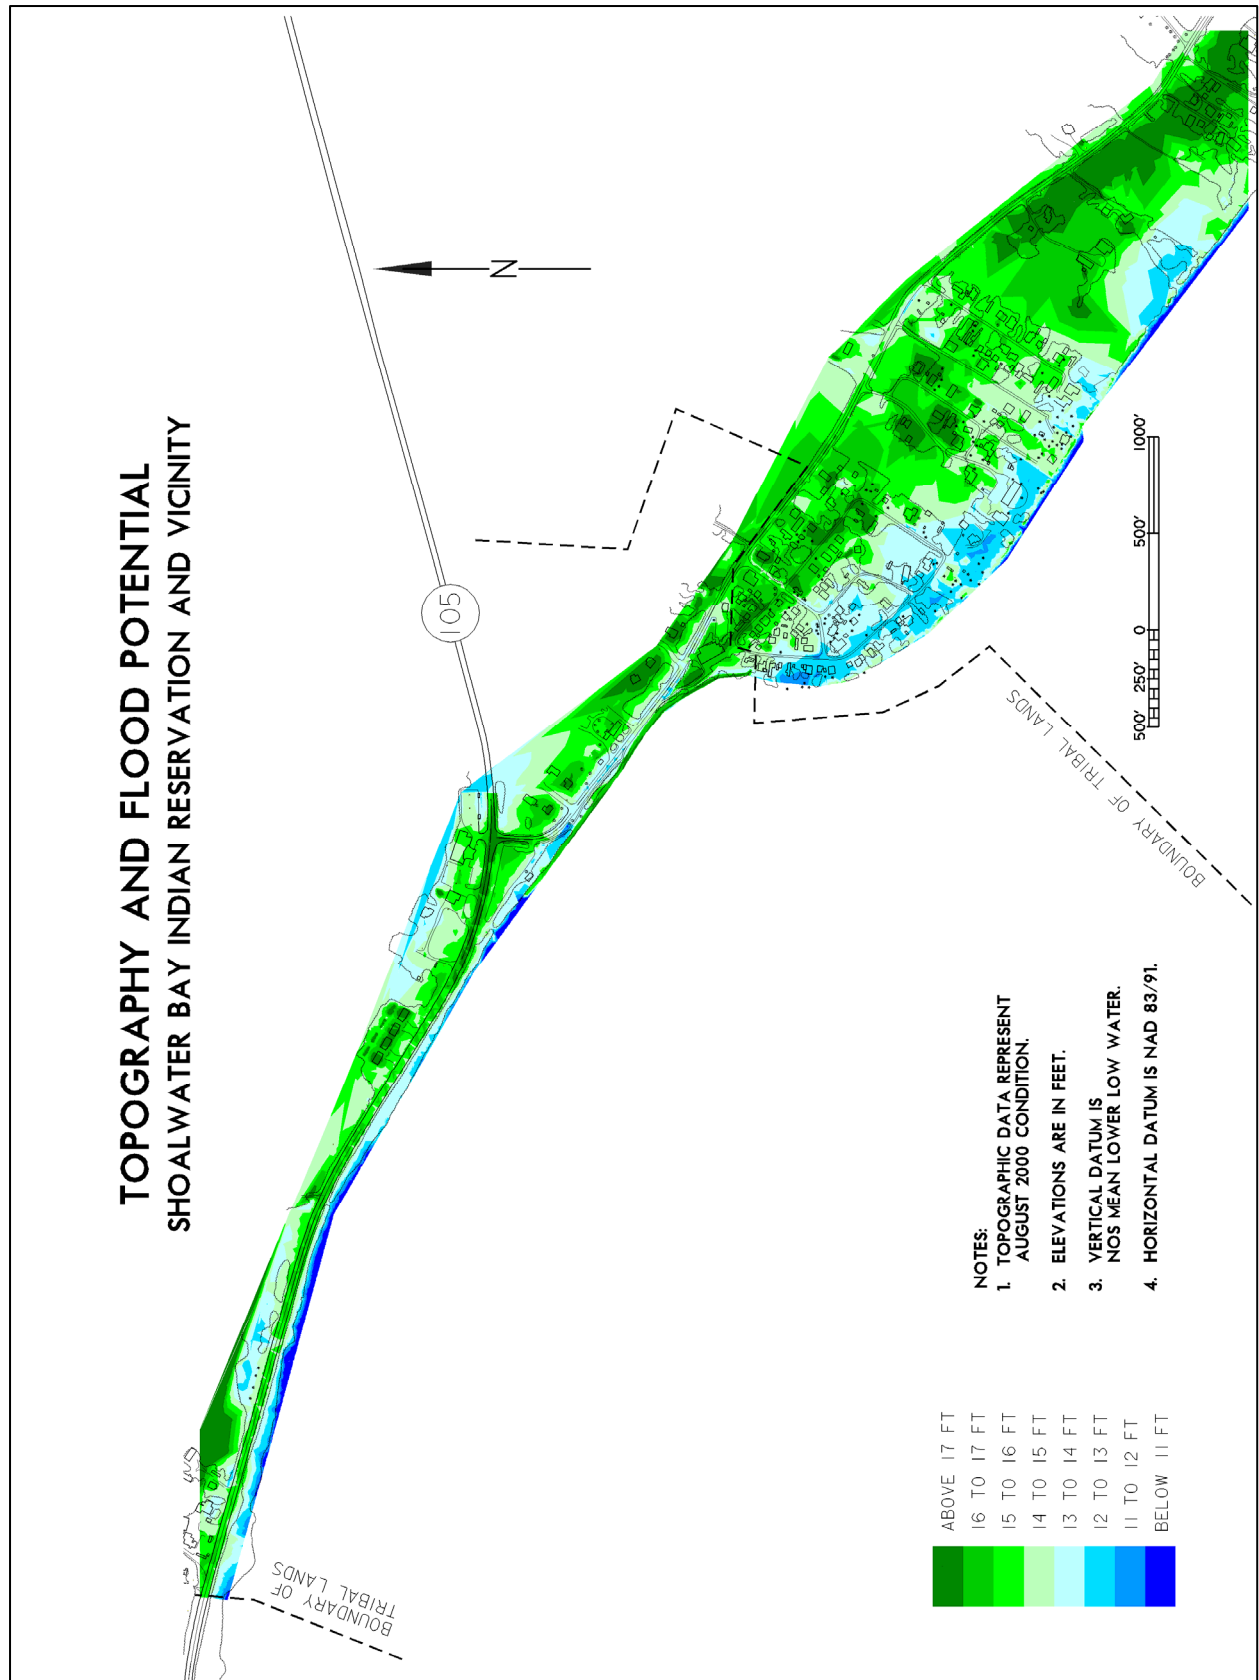 TOPOGRAPHY AND FLOOD POTENTIAL
SHOALWATER BAY INDIAN RESERVATION AND VICINITY
105
N
BOUNDARY OF
TRIBAL LANDS
BOUNDARY OF TRIBAL LANDS
500' 250' 0 500' 1000'
NOTES:
1. TOPOGRAPHIC DATA REPRESENT
AUGUST 2000 CONDITION.
2. ELEVATIONS ARE IN FEET.
3. VERTICAL DATUM IS
NOS MEAN LOWER LOW WATER.
4. HORIZONTAL DATUM IS NAD 83/91.
ABOVE 17 FT
16 TO 17 FT
15 TO 16 FT
14 TO 15 FT
13 TO 14 FT
12 TO 13 FT
11 TO 12 FT
BELOW 11 FT